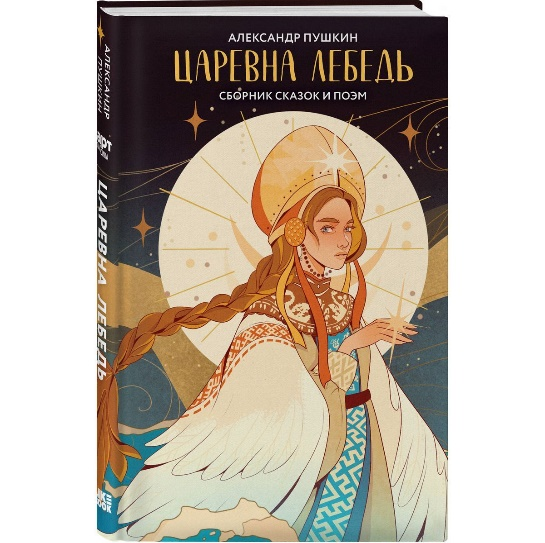 АЛЕКСАНДР ПУШКИН
ЦАРЕВНА ЛЕБЕДЬ
СБОРНИК СКАЗОК И ПОЭМ
АЛЕКСАНДР
ПУШКИН
ЦАРЕВНА ЛЕБЕДЬ